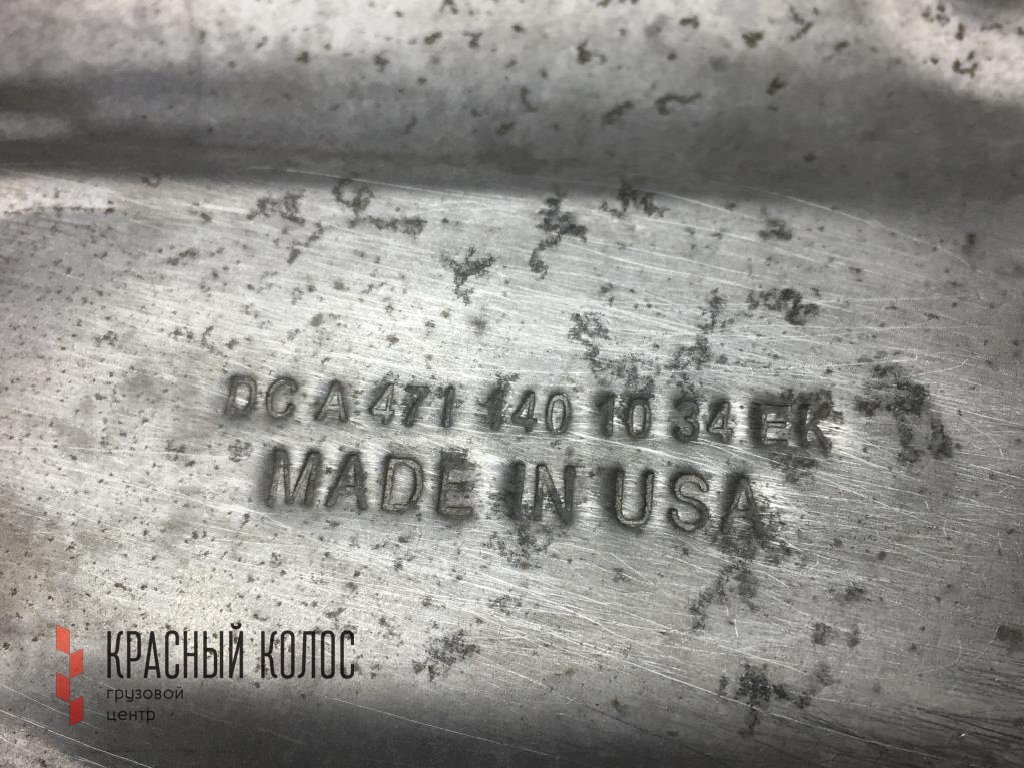 DC A 471 140 10 34 EK
MADE IN USA
КРАСНЫЙ КОЛОС
грузовой
центр